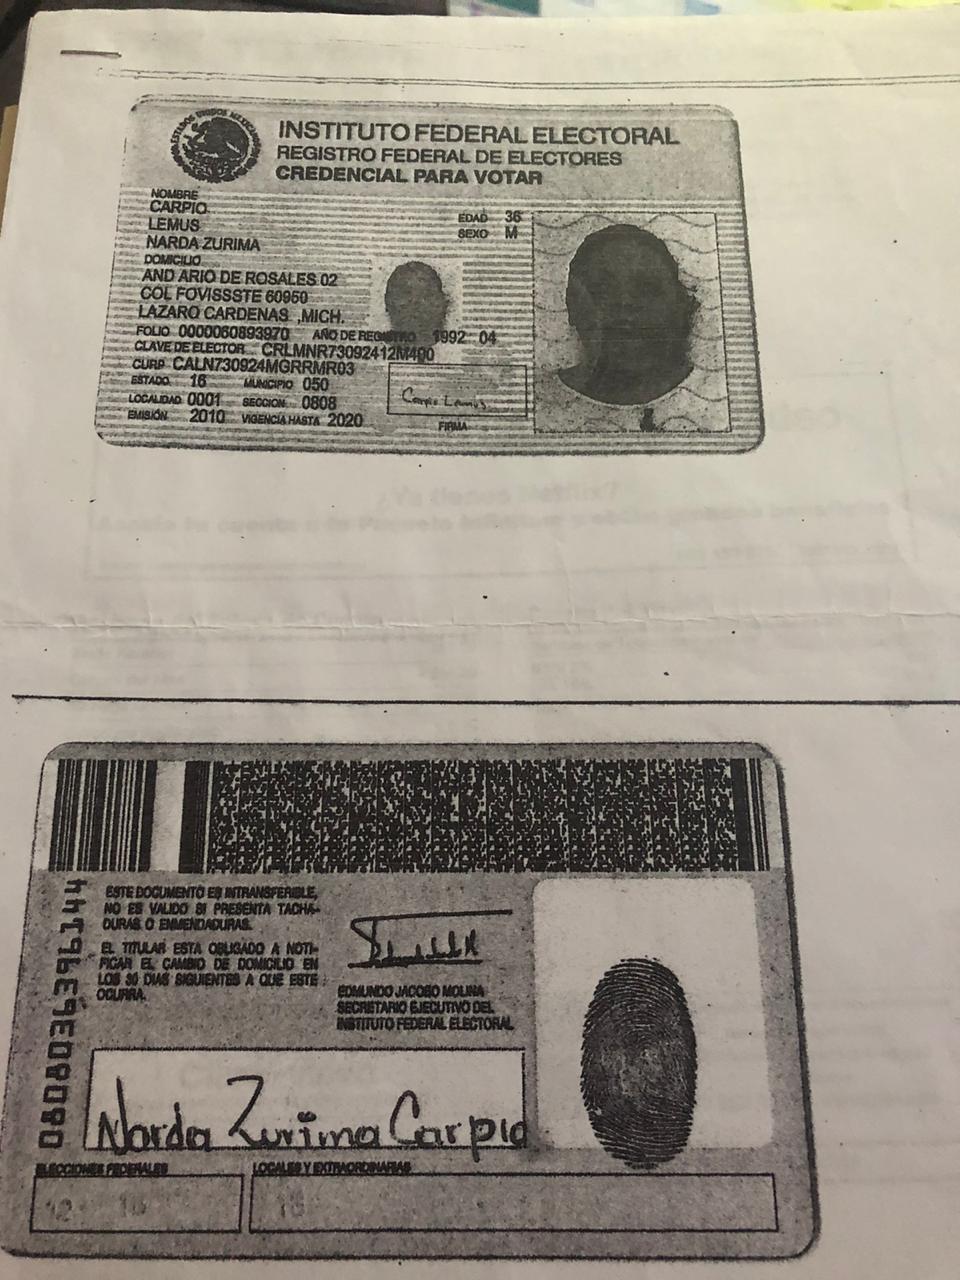 ESTADOS UNIDOS MEXICANOS
INSTITUTO FEDERAL ELECTORAL
REGISTRO FEDERAL DE ELECTORES
CREDENCIAL PARA VOTAR
NOMBRE
CARPIO
LEMUS
NARDA ZURIMA
EDAD 36
SEXO M
DOMICILIO
AND ARIO DE ROSALES 02
COL FOVISSSTE 60950
LAZARO CARDENAS ,MICH.
FOLIO 0000060893970 AÑO DE REGISTRO 1992 04
CLAVE DE ELECTOR CRLMNR73092412M400
CURP CALN730924MGRRMR03
ESTADO 16 MUNICIPIO 050
LOCALIDAD 0001 SECCION 0808
EMISIÓN 2010 VIGENCIA HASTA 2020
Carpio Lemus
FIRMA
¿Ya tienes Netflix?
ESTE DOCUMENTO ES INTRANSFERIBLE,
NO ES VALIDO SI PRESENTA TACHA-
DURAS O ENMENDADURAS.
EL TITULAR ESTA OBLIGADO A NOTI-
FICAR EL CAMBIO DE DOMICILIO EN
LOS 30 DIAS SIGUIENTES A QUE ESTE
OCURRA.
EDMUNDO JACOBO MOLINA
SECRETARIO EJECUTIVO DEL
INSTITUTO FEDERAL ELECTORAL
0808036396144
Narda Zurima Carpio
ELECCIONES FEDERALES
LOCALES Y EXTRAORDINARIAS
12